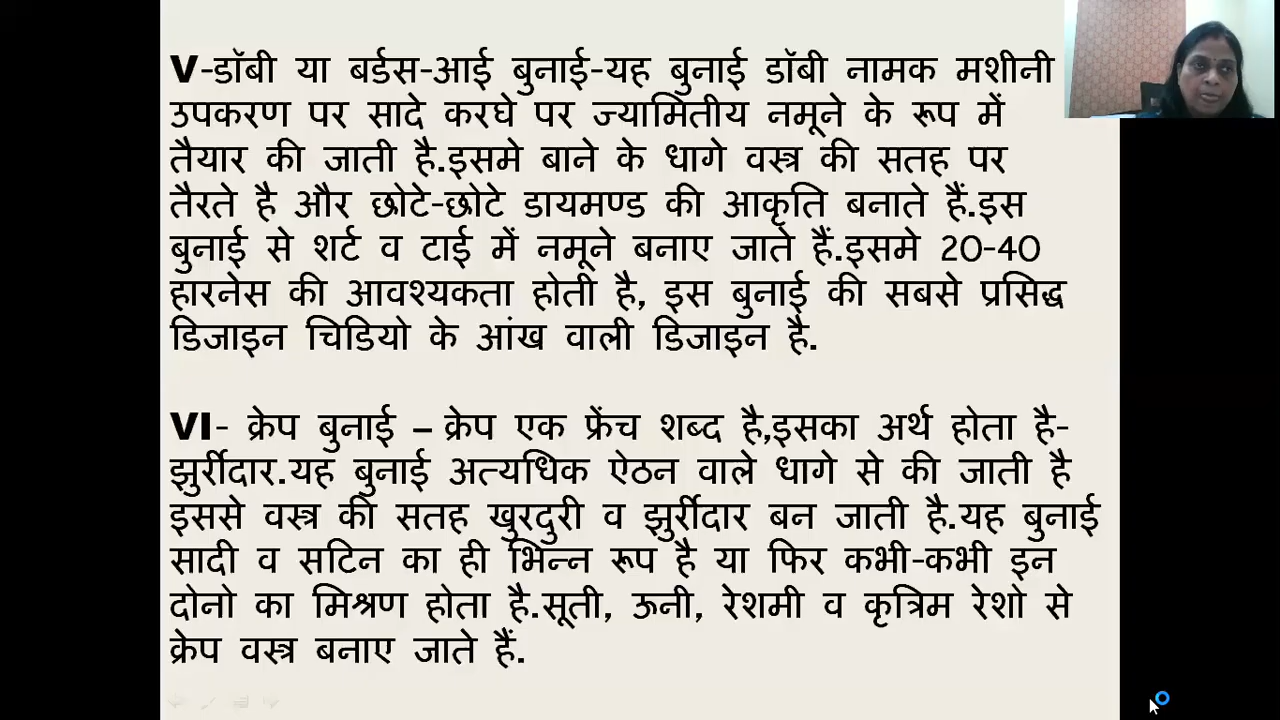 V-डॉबी या बर्डस-आई बुनाई-यह बुनाई डॉबी नामक मशीनी
उपकरण पर सादे करघे पर ज्यामितीय नमूने के रूप में
तैयार की जाती है.इसमे बाने के धागे वस्त्र की सतह पर
तैरते है और छोटे-छोटे डायमण्ड की आकृति बनाते हैं.इस
बुनाई से शर्ट व टाई में नमूने बनाए जाते हैं.इसमे 20-40
हारनेस की आवश्यकता होती है, इस बुनाई की सबसे प्रसिद्ध
डिजाइन चिडियो के आंख वाली डिजाइन है.
VI- क्रेप बुनाई – क्रेप एक फ्रेंच शब्द है,इसका अर्थ होता है-
झुर्रीदार.यह बुनाई अत्यधिक ऐठन वाले धागे से की जाती है
इससे वस्त्र की सतह खुरदुरी व झुर्रीदार बन जाती है.यह बुनाई
सादी व सटिन का ही भिन्न रूप है या फिर कभी-कभी इन
दोनो का मिश्रण होता है.सूती, ऊनी, रेशमी व कृत्रिम रेशो से
क्रेप वस्त्र बनाए जाते हैं.